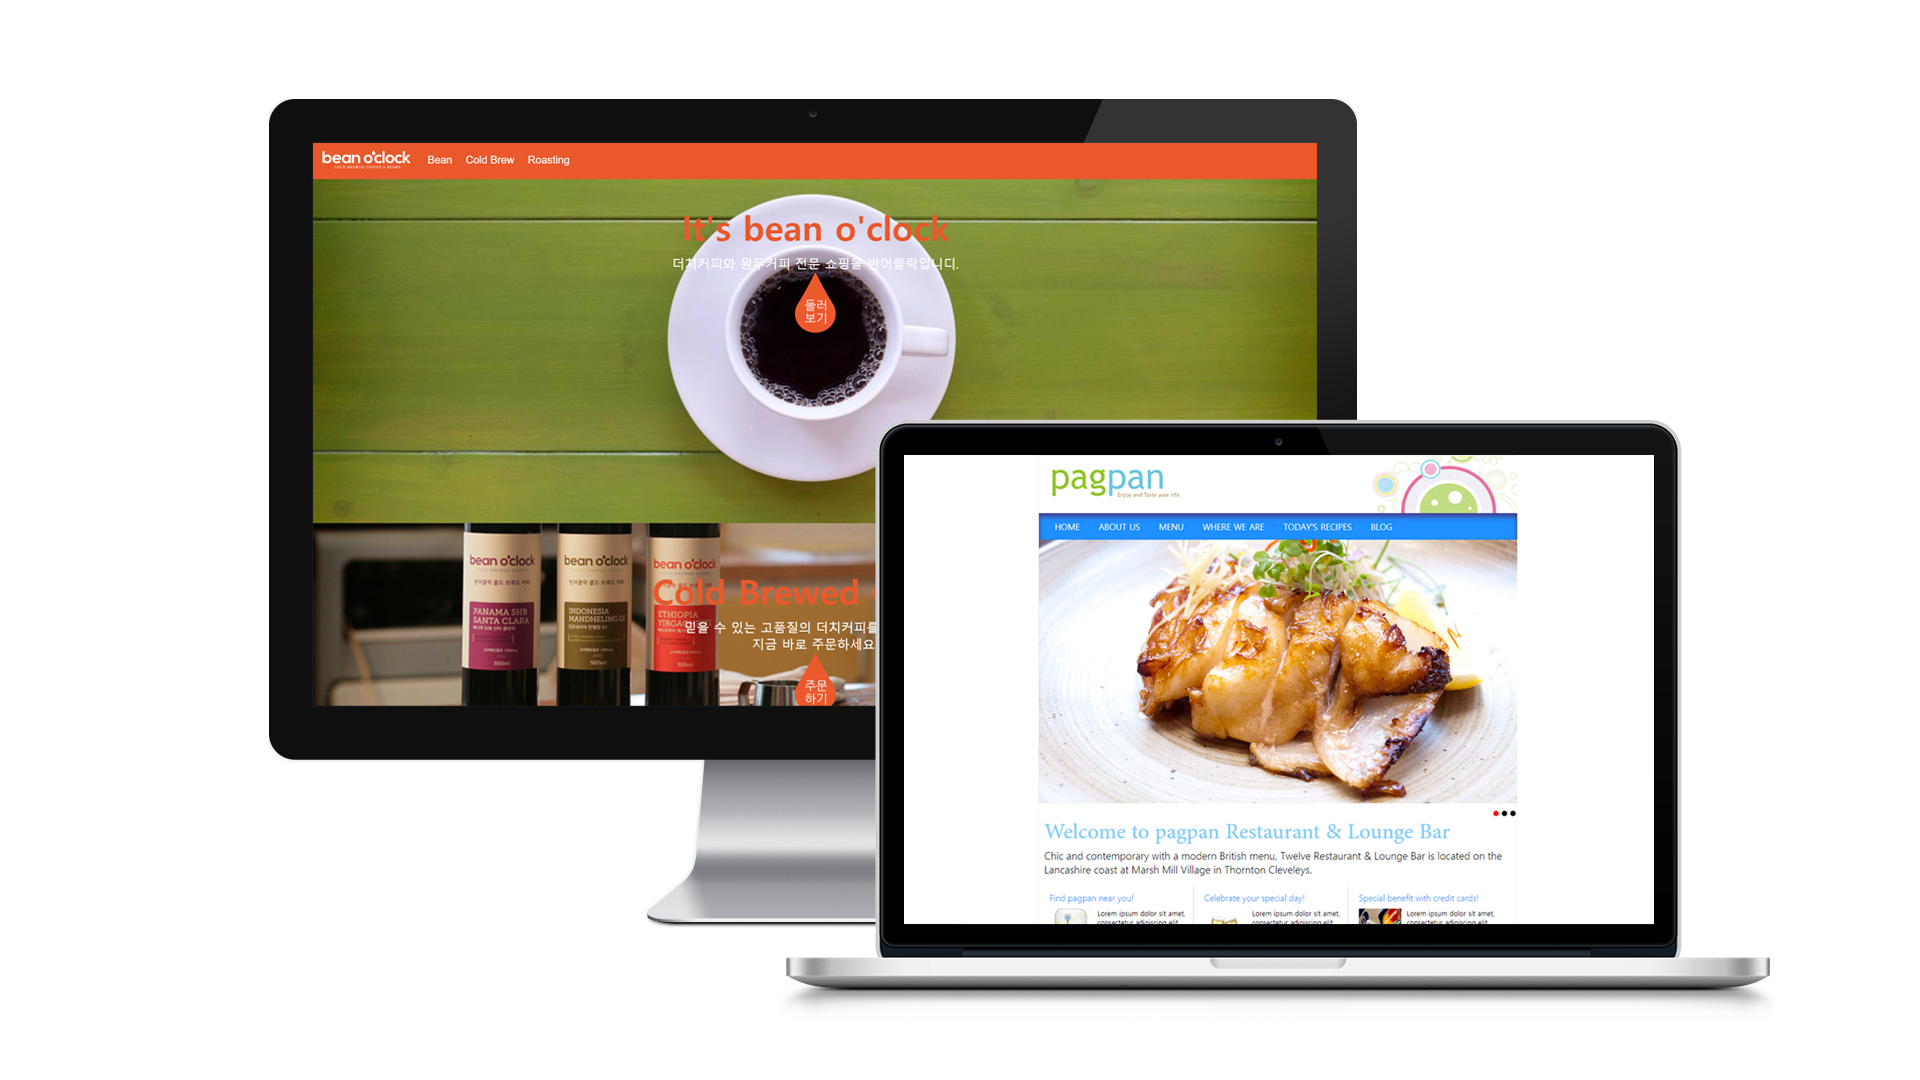 bean o'clock
COLD BREWED COFFEE & BEANS
Bean Cold Brew Roasting
It's bean o'clock
더치커피와 원두커피 전문 쇼핑몰 빈어클락입니다.
둘러
보기
bean o'clock
PANAMA SHB
SANTA CLARA
500ml
bean o'clock
INDONESIA
MANDHELING G1
500ml
bean o'clock
ETHIOPIA
500ml
Cold Brewed
믿을 수 있는 고품질의 더치커피를
지금 바로 주문하세요
주문
하기
pagpan
Enjoy and Taste your life
HOME ABOUT US MENU WHERE WE ARE TODAY'S RECIPES BLOG
Welcome to pagpan Restaurant & Lounge Bar
Chic and contemporary with a modern British menu, Twelve Restaurant & Lounge Bar is located on the
Lancashire coast at Marsh Mill Village in Thornton Cleveleys.
Find pagpan near you!
Lorem ipsum dolor sit amet,
consectetur adipiscing elit
Celebrate your special day!
Lorem ipsum dolor sit amet,
consectetur adipiscing elit
Special benefit with credit cards!
Lorem ipsum dolor sit amet,
consectetur adipiscing elit